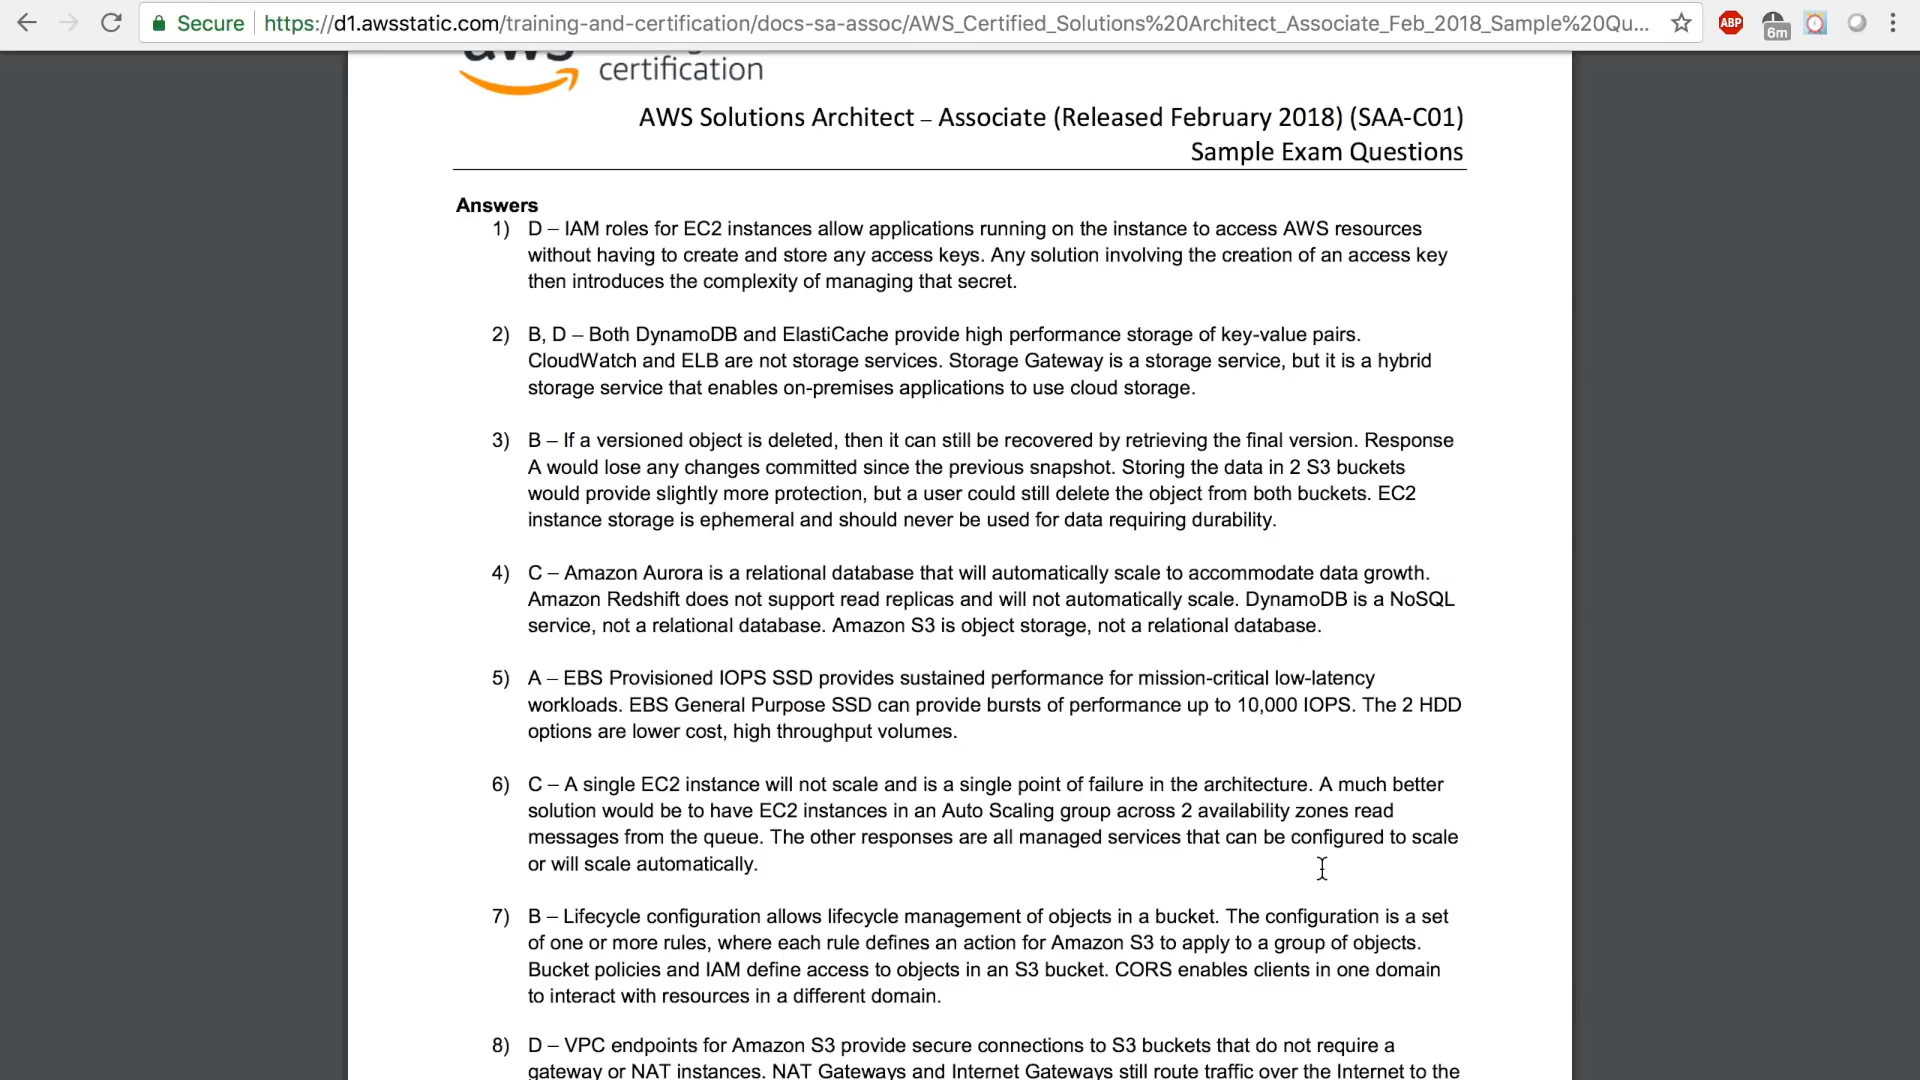 Secure
https://d1.awsstatic.com/training-and-certification/docs-sa-assoc/AWS_Certified_Solutions%20Architect_Associate_Feb_2018_Sample%20Qu...
ABP
6m
aws
certification
AWS Solutions Architect – Associate (Released February 2018) (SAA-C01)
Sample Exam Questions
Answers
1) D – IAM roles for EC2 instances allow applications running on the instance to access AWS resources
without having to create and store any access keys. Any solution involving the creation of an access key
then introduces the complexity of managing that secret.
2) B, D – Both DynamoDB and ElastiCache provide high performance storage of key-value pairs.
CloudWatch and ELB are not storage services. Storage Gateway is a storage service, but it is a hybrid
storage service that enables on-premises applications to use cloud storage.
3) B – If a versioned object is deleted, then it can still be recovered by retrieving the final version. Response
A would lose any changes committed since the previous snapshot. Storing the data in 2 S3 buckets
would provide slightly more protection, but a user could still delete the object from both buckets. EC2
instance storage is ephemeral and should never be used for data requiring durability.
4) C – Amazon Aurora is a relational database that will automatically scale to accommodate data growth.
Amazon Redshift does not support read replicas and will not automatically scale. DynamoDB is a NoSQL
service, not a relational database. Amazon S3 is object storage, not a relational database.
5) A – EBS Provisioned IOPS SSD provides sustained performance for mission-critical low-latency
workloads. EBS General Purpose SSD can provide bursts of performance up to 10,000 IOPS. The 2 HDD
options are lower cost, high throughput volumes.
6) C – A single EC2 instance will not scale and is a single point of failure in the architecture. A much better
solution would be to have EC2 instances in an Auto Scaling group across 2 availability zones read
messages from the queue. The other responses are all managed services that can be configured to scale
or will scale automatically.
7) B – Lifecycle configuration allows lifecycle management of objects in a bucket. The configuration is a set
of one or more rules, where each rule defines an action for Amazon S3 to apply to a group of objects.
Bucket policies and IAM define access to objects in an S3 bucket. CORS enables clients in one domain
to interact with resources in a different domain.
8) D – VPC endpoints for Amazon S3 provide secure connections to S3 buckets that do not require a
gateway or NAT instances. NAT Gateways and Internet Gateways still route traffic over the Internet to the